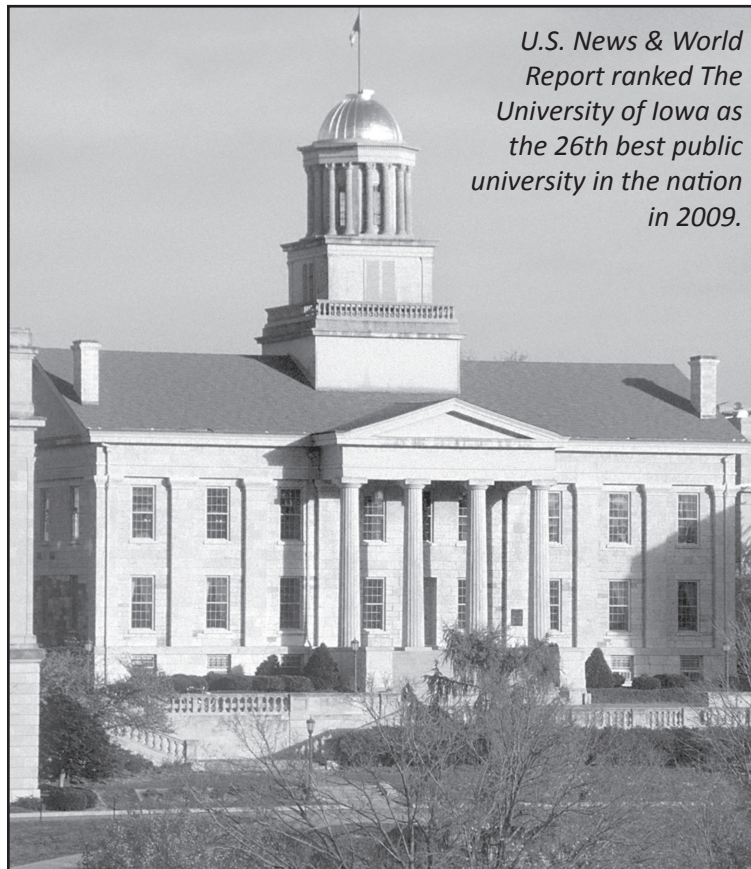 U.S. News & World
Report ranked The
University of Iowa as
the 26th best public
university in the nation
in 2009.